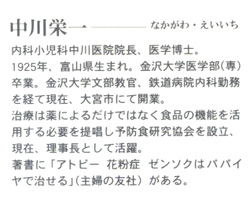 中川栄一 なかがわ・えいいち
内科小児科中川医院院長、医学博士。
1925年、富山県生まれ。金沢大学医学部(専)
卒業。金沢大学文部教官、鉄道病院内科勤務
を経て現在、大宮市にて開業。
治療は薬によるだけではなく食品の機能を活
用する必要を提唱し予防食研究協会を設立、
現在、理事長として活躍。
著書に「アトピー 花粉症 ゼンソクはパパイ
ヤで治せる」(主婦の友社)がある。